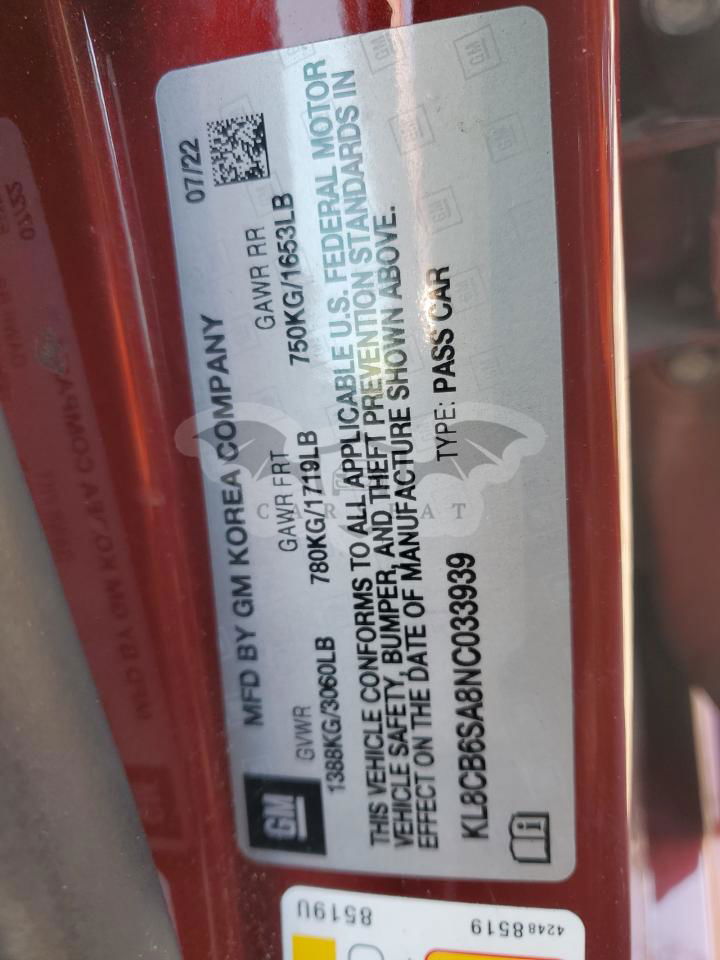 MFD BY GM KOREA COMPANY 07/22
GM
GVWR GAWR FRT GAWR RR
1388KG/3060LB 780KG/1719LB 750KG/1653LB
THIS VEHICLE CONFORMS TO ALL APPLICABLE U.S. FEDERAL MOTOR
VEHICLE SAFETY, BUMPER, AND THEFT PREVENTION STANDARDS IN
EFFECT ON THE DATE OF MANUFACTURE SHOWN ABOVE.
KL8CB6SA8NC033939 TYPE: PASS CAR
8519U
42488519